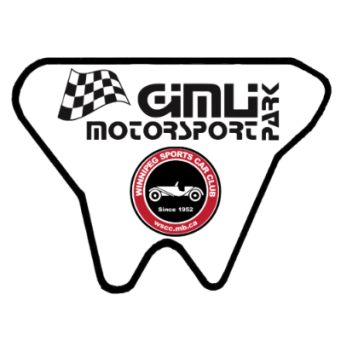 GIMLI
MOTORSPORT
PARK
WINNIPEG SPORTS CAR CLUB
Since 1952
wscc.mb.ca